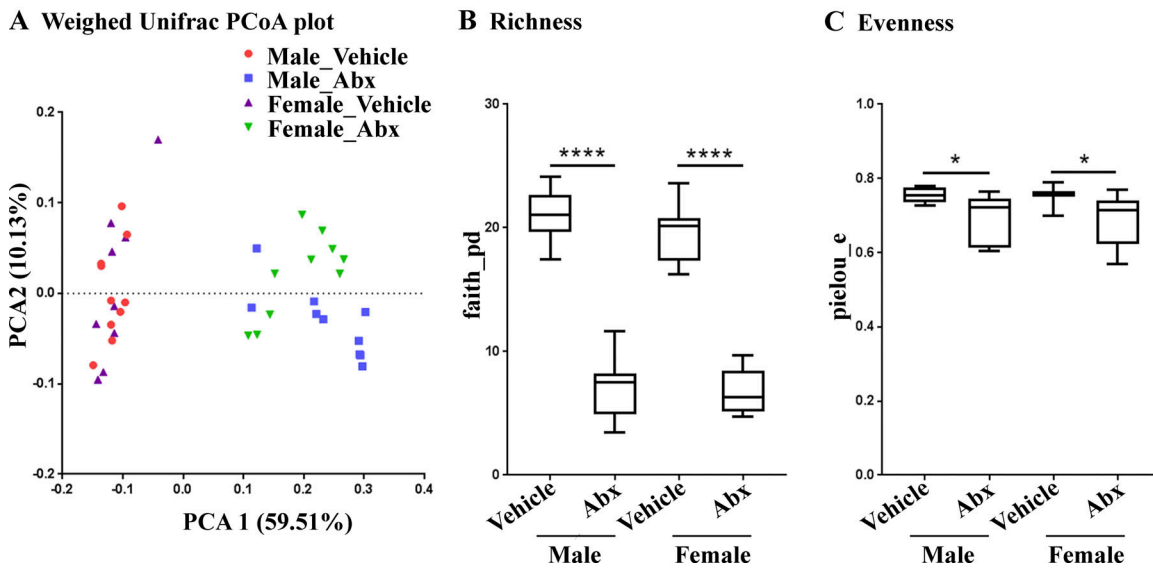 A Weighed Unifrac PCoA plot
Male_Vehicle
Male_Abx
Female_Vehicle
Female_Abx
0.2
0.1
0.0
-0.1
-0.2
PCA2 (10.13%)
-0.2
-0.1
0.0
0.1
0.2
0.3
0.4
PCA 1 (59.51%)
B Richness
30
20
10
0
faith_pd
****
****
Vehicle
Abx
Vehicle
Abx
Male
Female
C Evenness
1.0
0.8
0.6
0.4
0.2
0.0
pielou_e
*
*
Vehicle
Abx
Vehicle
Abx
Male
Female